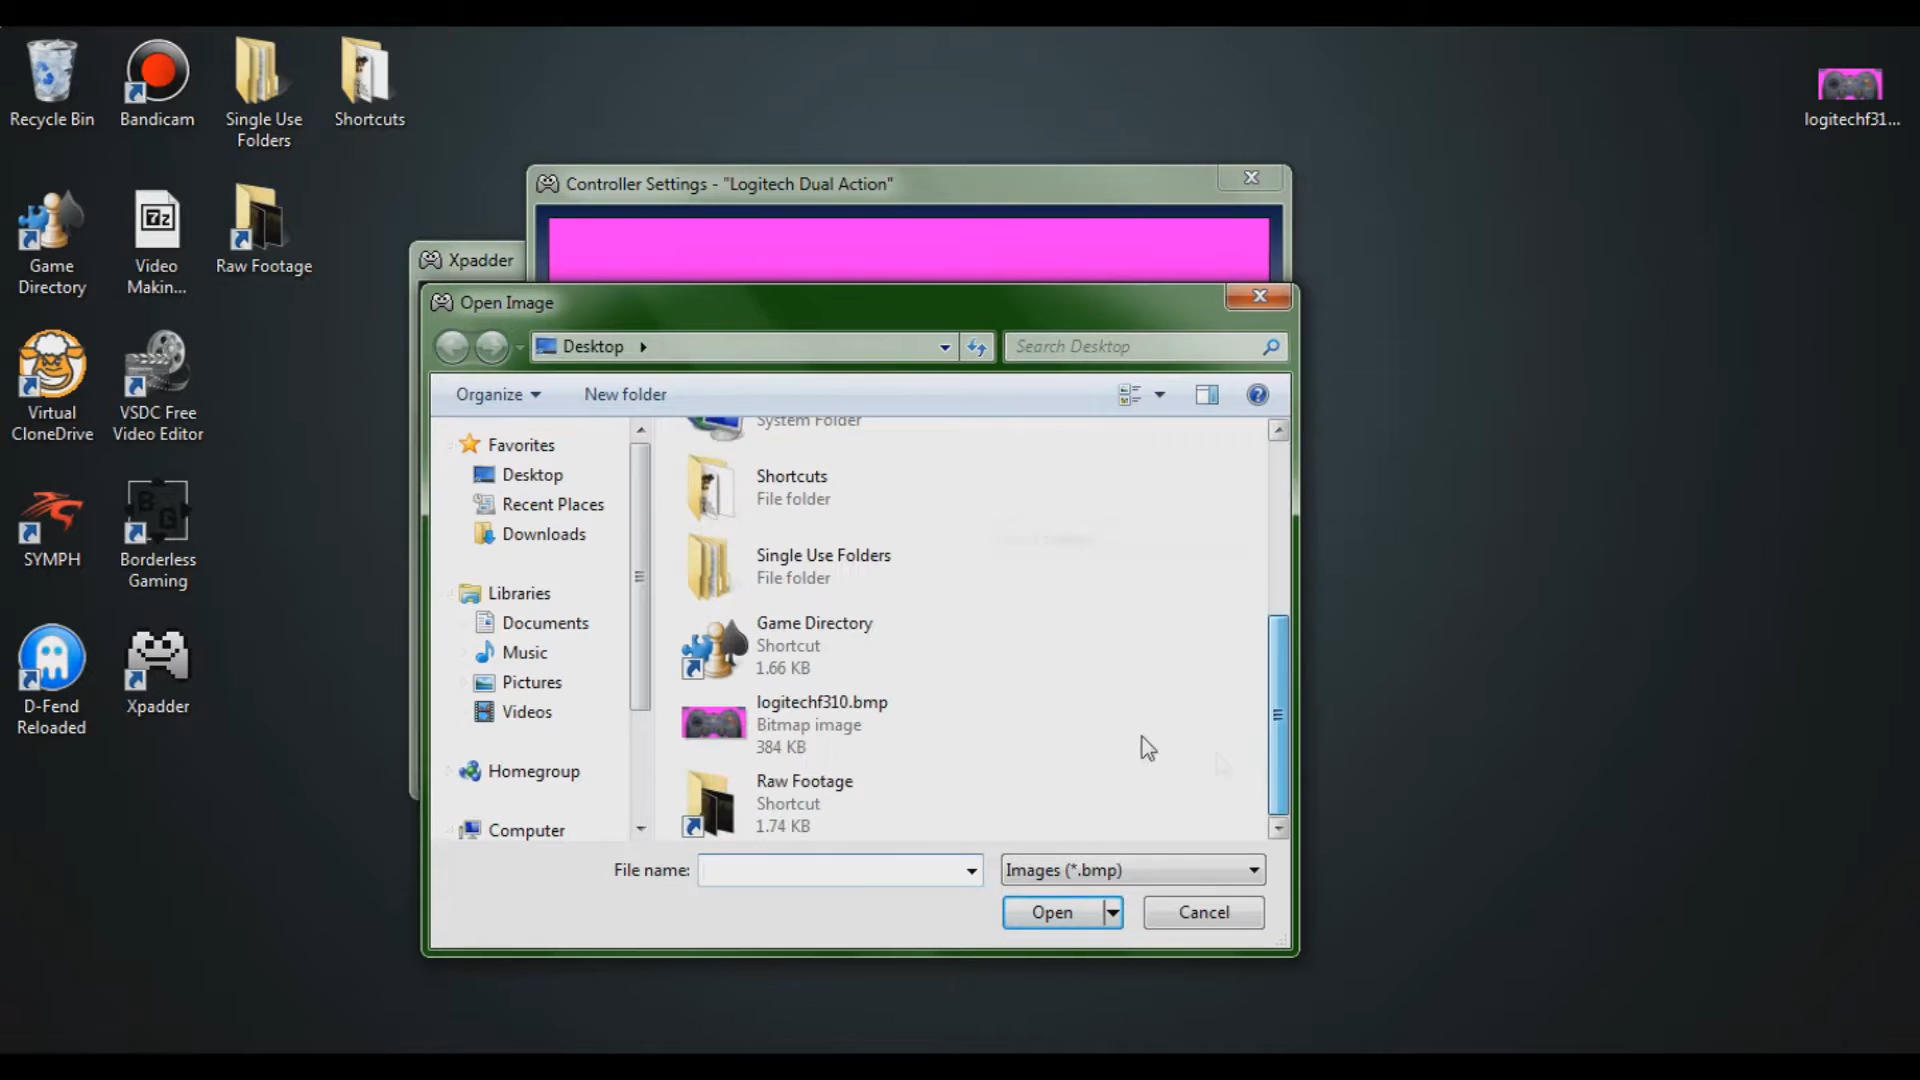 Recycle Bin
Bandicam
Single Use
Folders
Shortcuts
logitechf31...
Game
Directory
7z
Video
Makin...
Raw Footage
Virtual
CloneDrive
VSDC Free
Video Editor
SYMPH
BG
Borderless
Gaming
D-Fend
Reloaded
Xpadder
Controller Settings - "Logitech Dual Action"
Xpadder
Open Image
Desktop
Search Desktop
Organize
New folder
Favorites
Desktop
Recent Places
Downloads
Libraries
Documents
Music
Pictures
Videos
Homegroup
Computer
System Folder
Shortcuts
File folder
Single Use Folders
File folder
Game Directory
Shortcut
1.66 KB
logitechf310.bmp
Bitmap image
384 KB
Raw Footage
Shortcut
1.74 KB
File name:
Images (*.bmp)
Open
Cancel